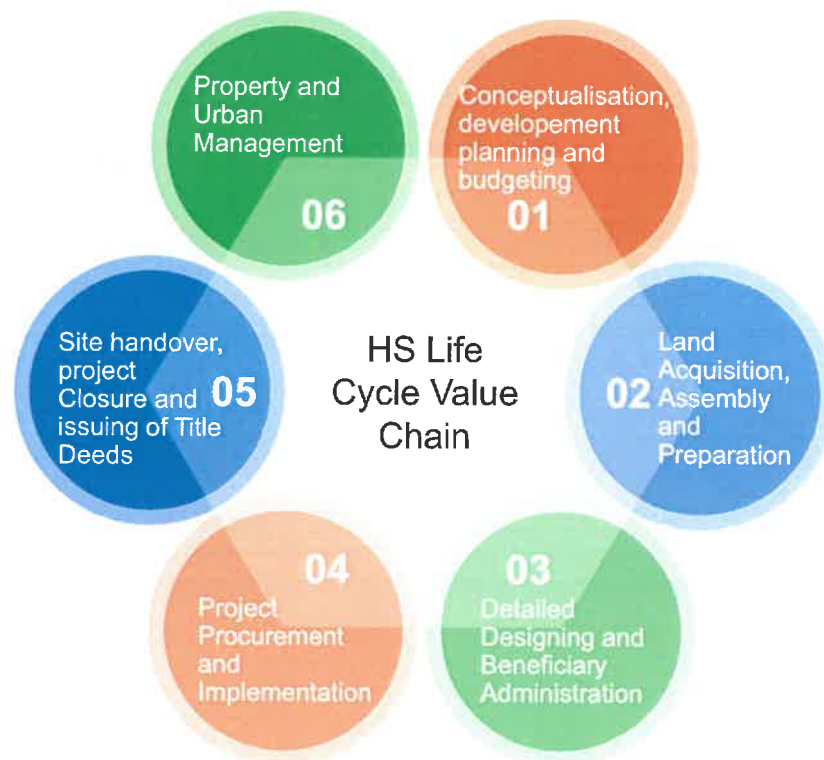 HS Life
Cycle Value
Chain
Conceptualisation,
developement
planning and
budgeting
01
02
Land
Acquisition,
Assembly
and
Preparation
03
Detailed
Designing and
Beneficiary
Administration
04
Project
Procurement
and
Implementation
Site handover,
project
Closure and
issuing of Title
Deeds
05
Property and
Urban
Management
06